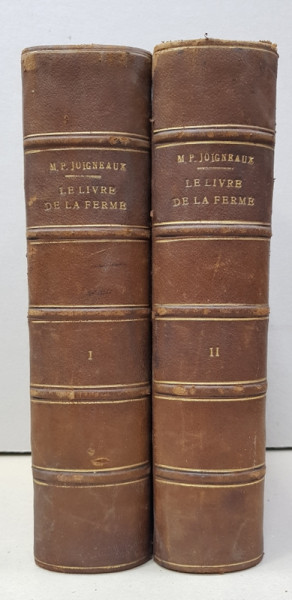 M.P. JOIGNEAUX
LE LIVRE
DE LA FERME
I
M.P. JOIGNEAUX
LE LIVRE
DE LA FERME
II